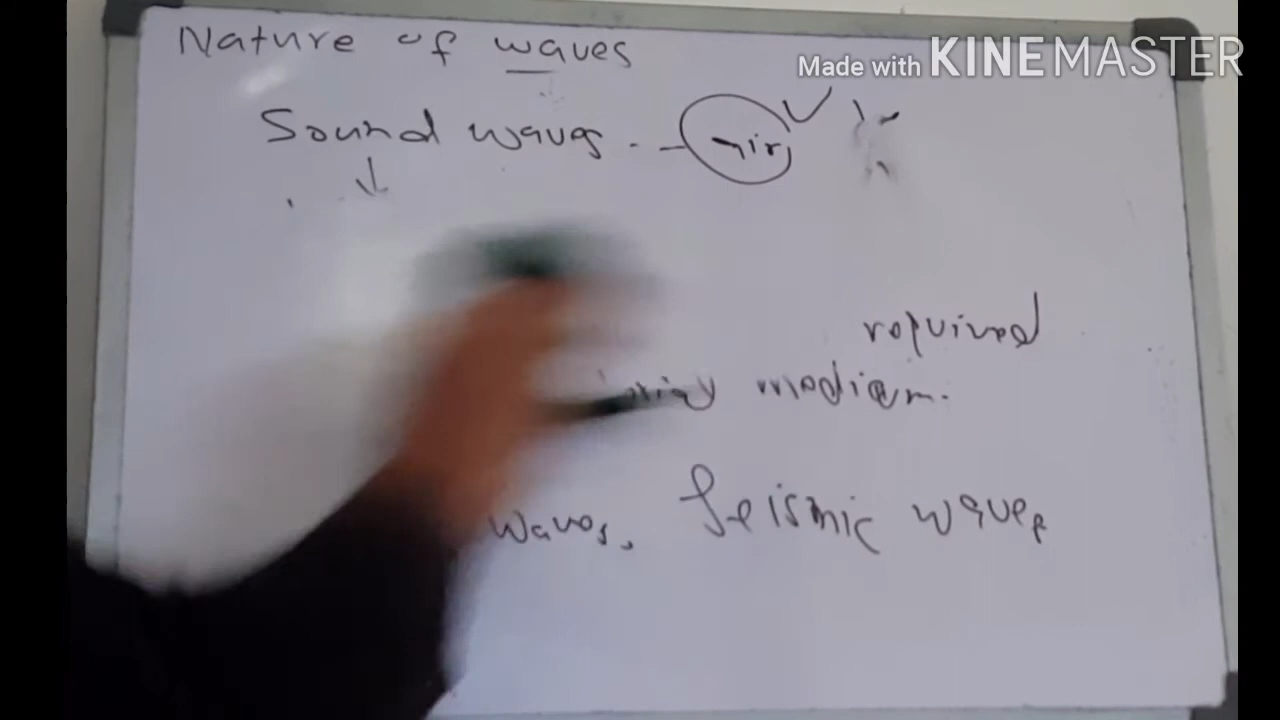 Nature of waves
Made with KINEMASTER
Sound waves. - air
required
medium.
waves, Seismic waves